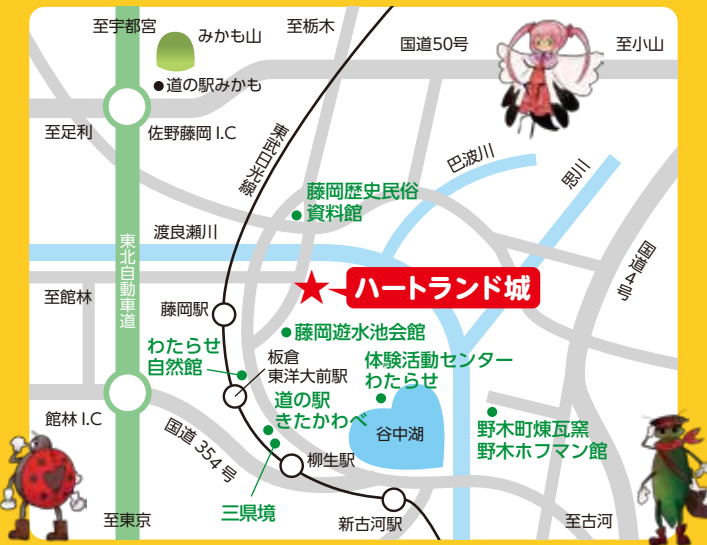 至宇都宮
みかも山
至栃木
国道50号
至小山
●道の駅みかも
至足利
佐野藤岡 I.C
東武日光線
巴波川
思川
藤岡歴史民俗
資料館
渡良瀬川
東北自動車道
国道4号
至館林
ハートランド城
藤岡駅
藤岡遊水池会館
わたらせ
自然館
板倉
東洋大前駅
体験活動センター
わたらせ
道の駅
きたかわべ
館林 I.C
国道 354 号
谷中湖
野木町煉瓦窯
野木ホフマン館
柳生駅
三県境
至東京
新古河駅
至古河